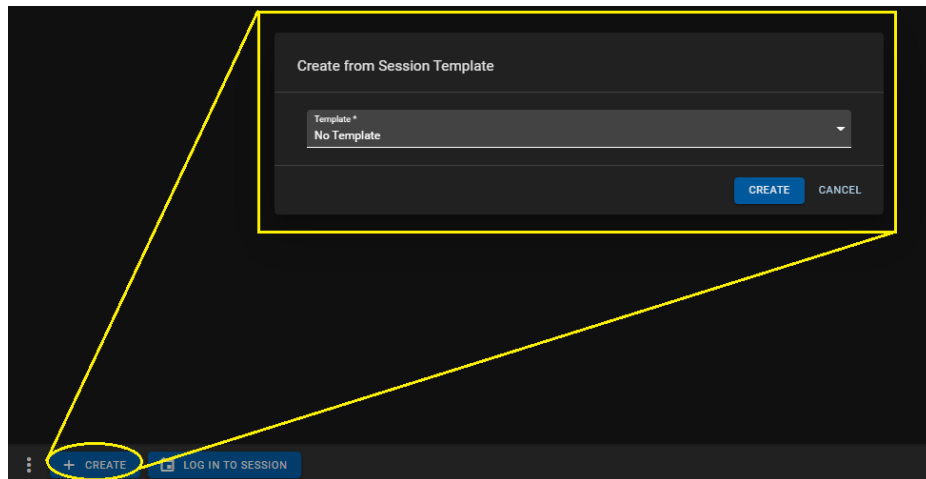 Create from Session Template
Template *
No Template
CREATE CANCEL
+ CREATE LOG IN TO SESSION